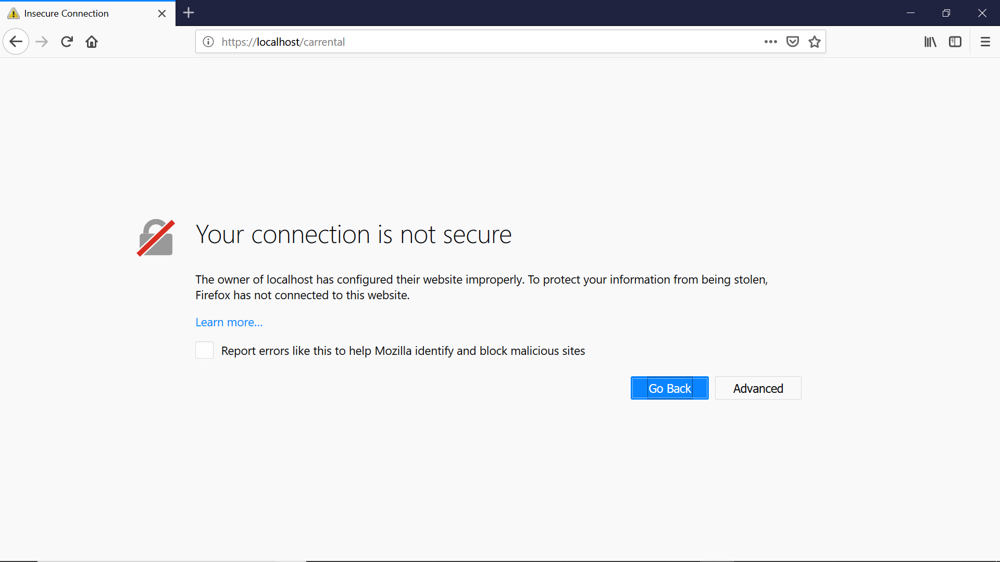 Insecure Connection
https://localhost/carrental
Your connection is not secure
The owner of localhost has configured their website improperly. To protect your information from being stolen,
Firefox has not connected to this website.
Learn more...
Report errors like this to help Mozilla identify and block malicious sites
Go Back
Advanced